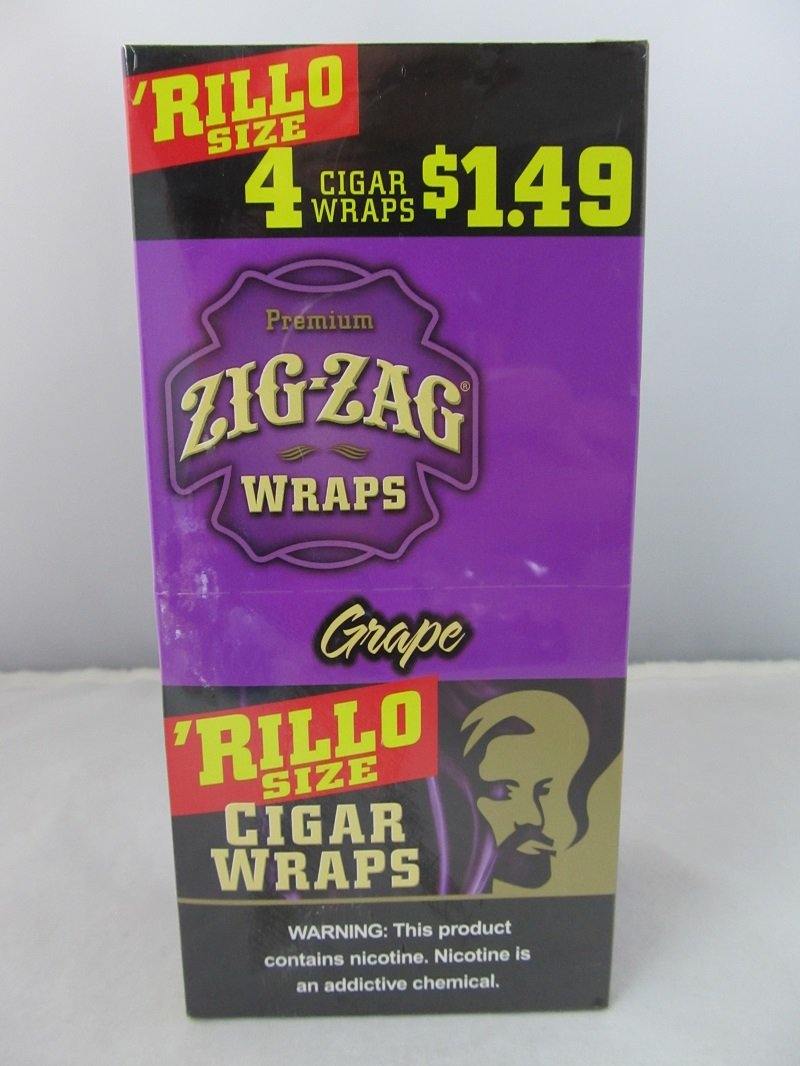 'RILLO
SIZE
4 CIGAR WRAPS $1.49
Premium
ZIG-ZAG®
WRAPS
Grape
'RILLO
SIZE
CIGAR
WRAPS
WARNING: This product
contains nicotine. Nicotine is
an addictive chemical.